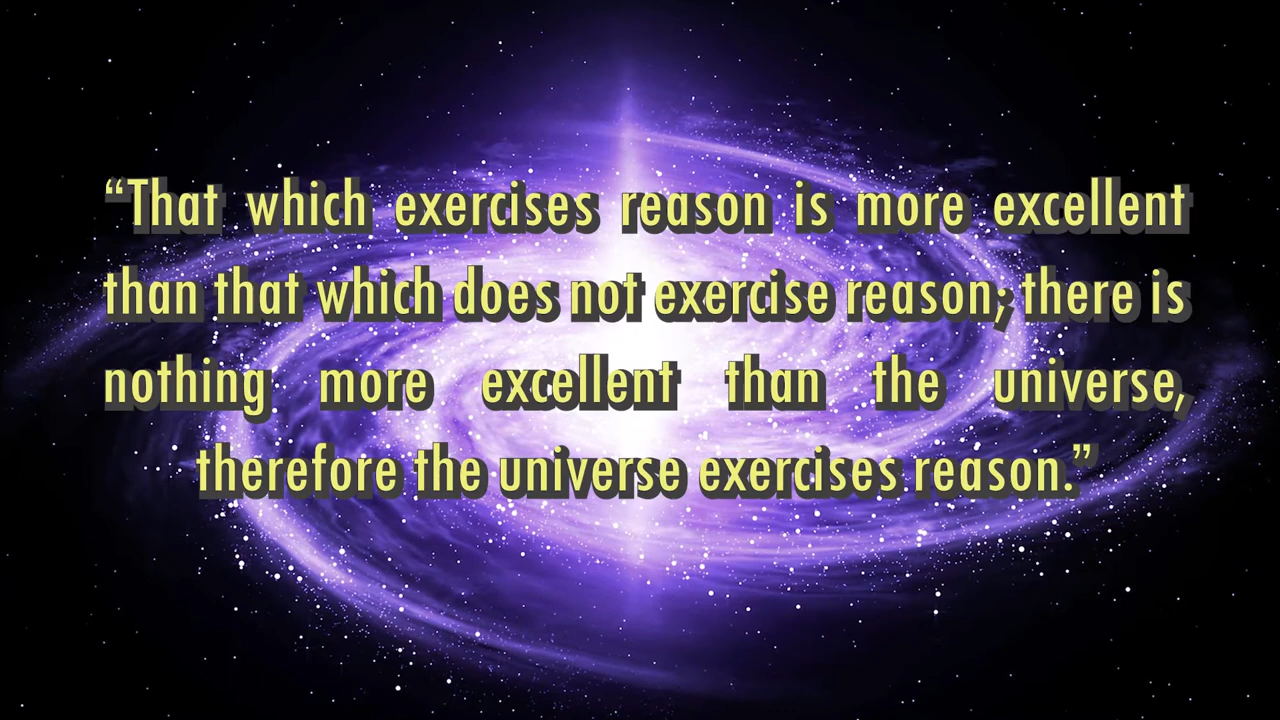 “That which exercises reason is more excellent
than that which does not exercise reason; there is
nothing more excellent than the universe,
therefore the universe exercises reason.”